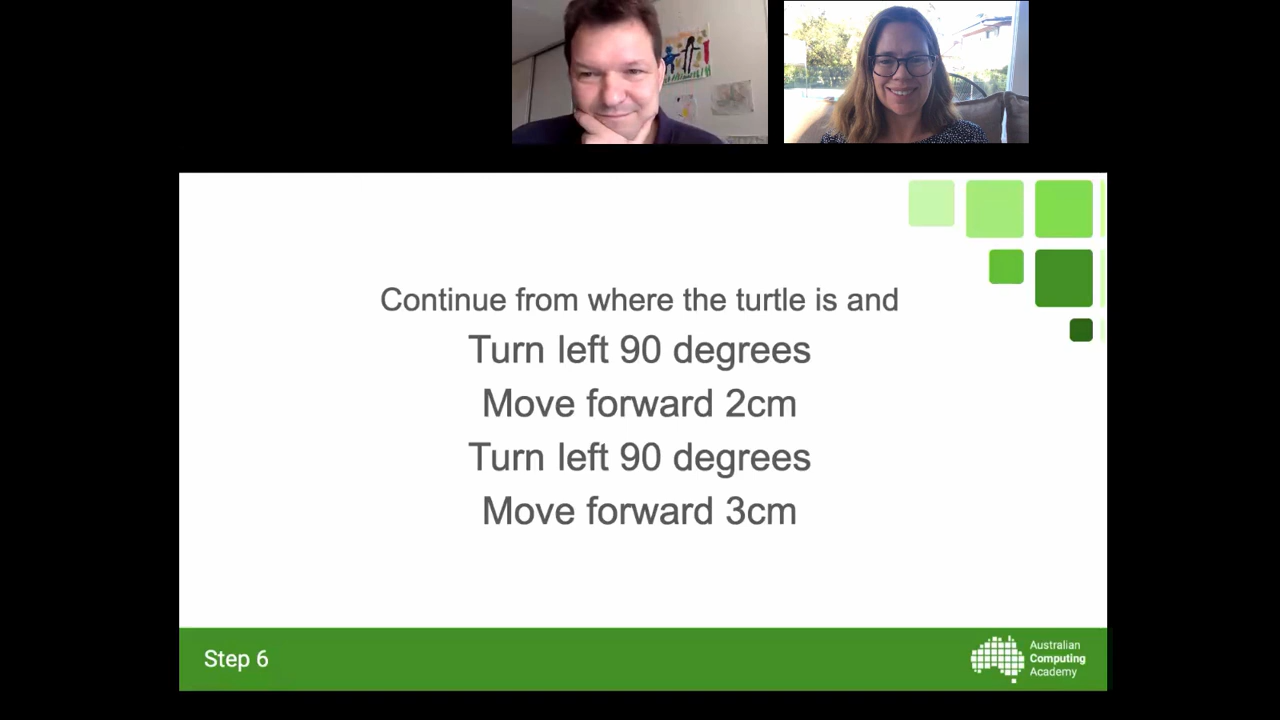 Continue from where the turtle is and
Turn left 90 degrees
Move forward 2cm
Turn left 90 degrees
Move forward 3cm
Step 6
Australian
Computing
Academy